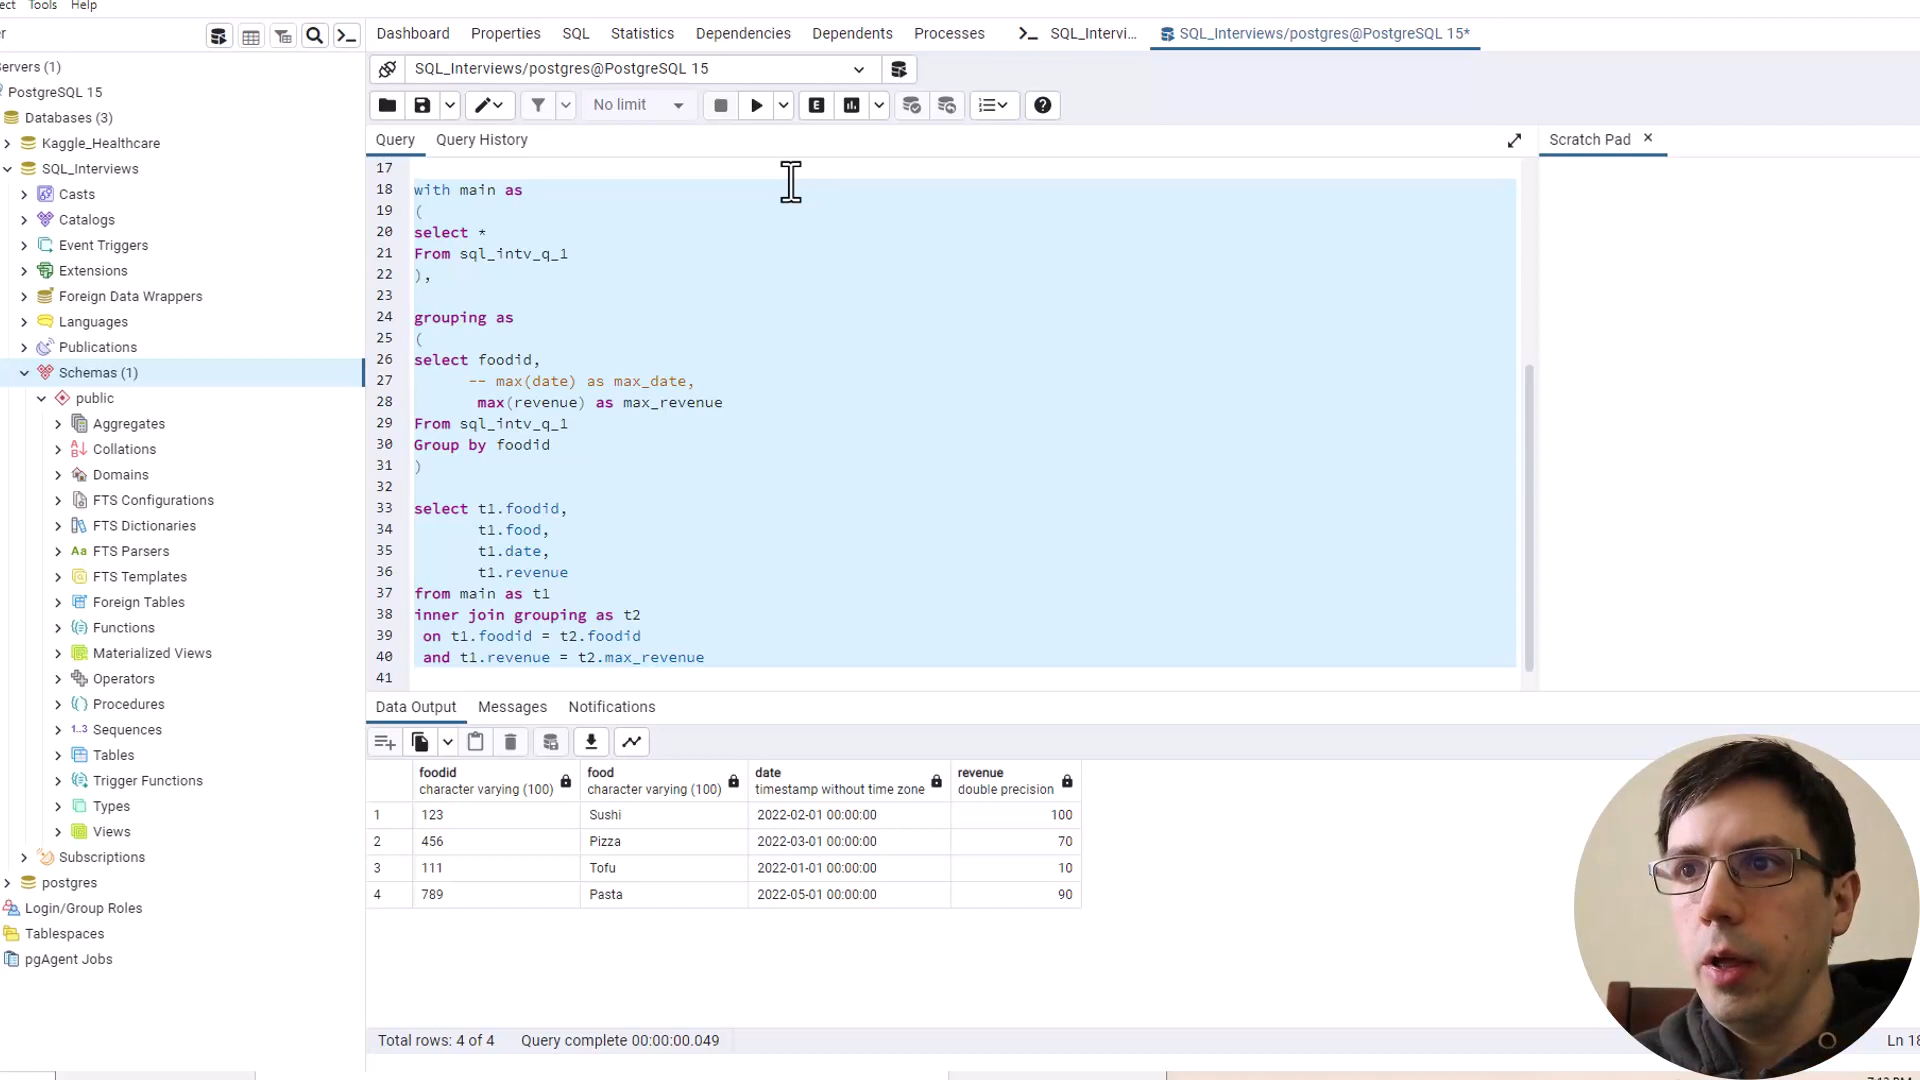 ect Tools Help
er
Dashboard Properties SQL Statistics Dependencies Dependents Processes SQL_Intervi... SQL_Interviews/postgres@PostgreSQL 15*
Servers (1)
PostgreSQL 15
Databases (3)
Kaggle_Healthcare
SQL_Interviews
Casts
Catalogs
Event Triggers
Extensions
Foreign Data Wrappers
Languages
Publications
Schemas (1)
public
Aggregates
Collations
Domains
FTS Configurations
FTS Dictionaries
Aa FTS Parsers
FTS Templates
Foreign Tables
Functions
Materialized Views
Operators
Procedures
1..3 Sequences
Tables
Trigger Functions
Types
Views
Subscriptions
postgres
Login/Group Roles
Tablespaces
pgAgent Jobs
SQL_Interviews/postgres@PostgreSQL 15
No limit
E
Query Query History
Scratch Pad
17
18 with main as
19 (
20 select *
21 From sql_intv_q_1
22 ),
23
24 grouping as
25 (
26 select foodid,
27 -- max(date) as max_date,
28 max(revenue) as max_revenue
29 From sql_intv_q_1
30 Group by foodid
31 )
32
33 select t1.foodid,
34 t1.food,
35 t1.date,
36 t1.revenue
37 from main as t1
38 inner join grouping as t2
39 on t1.foodid = t2.foodid
40 and t1.revenue = t2.max_revenue
41
Data Output Messages Notifications
foodid food date revenue
character varying (100) character varying (100) timestamp without time zone double precision
1 123 Sushi 2022-02-01 00:00:00 100
2 456 Pizza 2022-03-01 00:00:00 70
3 111 Tofu 2022-01-01 00:00:00 10
4 789 Pasta 2022-05-01 00:00:00 90
Total rows: 4 of 4 Query complete 00:00:00.049
Ln 18